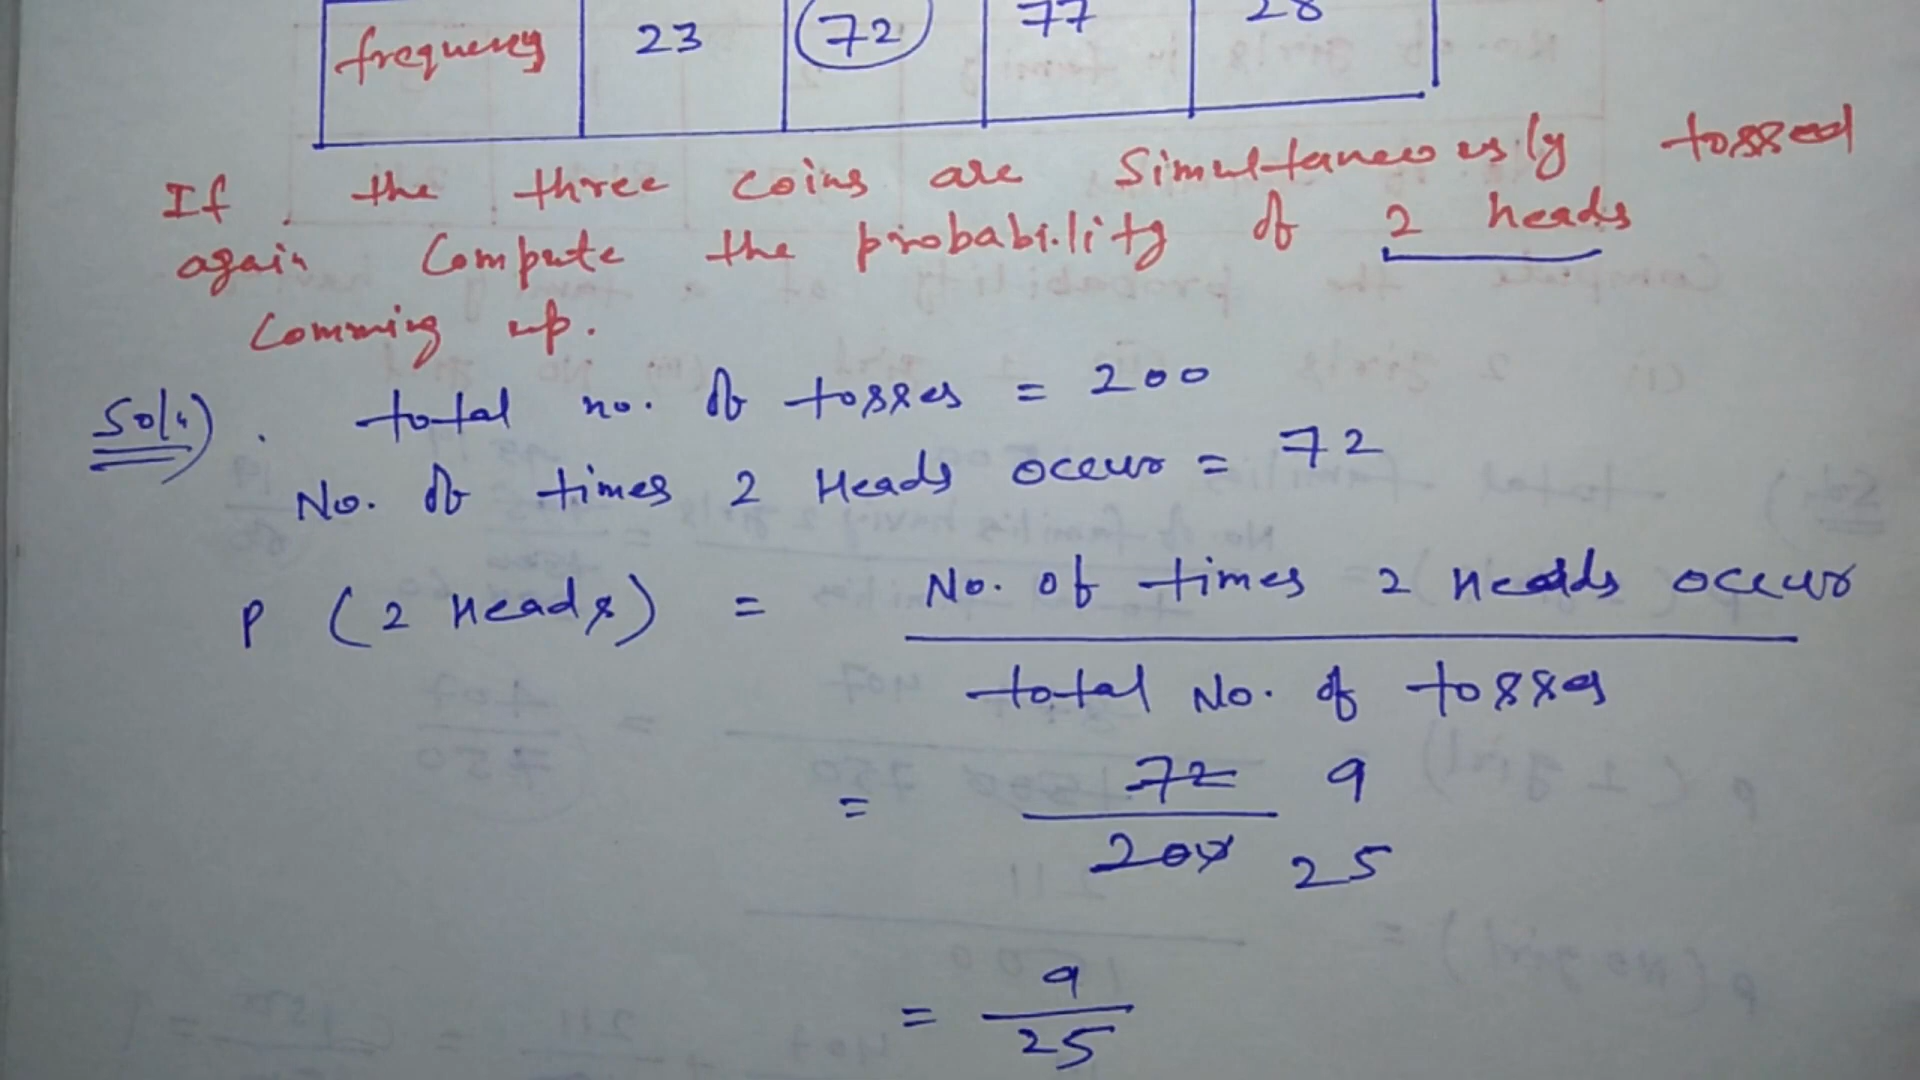 frequency 23 72 77 28
If the three coins are simultaneously tossed
again compute the probability of 2 heads
comming up.
Soln). total no. of tosses = 200
No. of times 2 Heads occur = 72
P (2 Heads) = No. of times 2 Heads occur
total No. of tosses
= 72 9
200 25
= 9
25